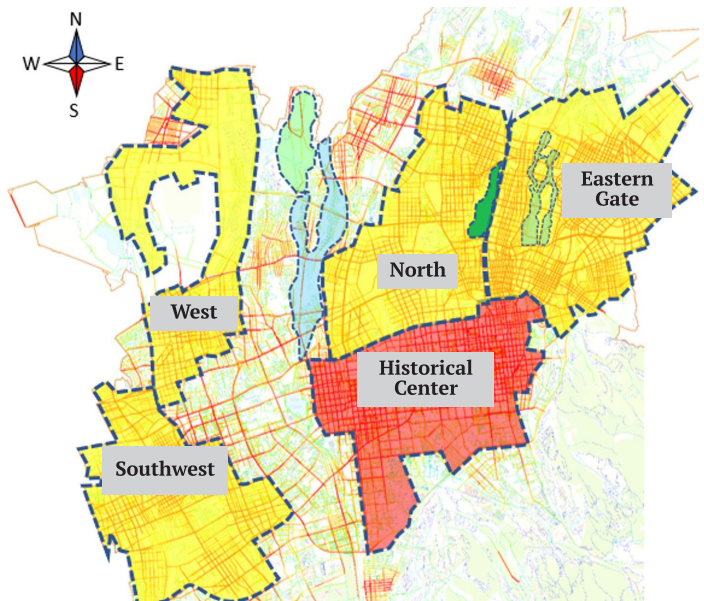 N
W
E
S
Eastern
Gate
North
West
Historical
Center
Southwest